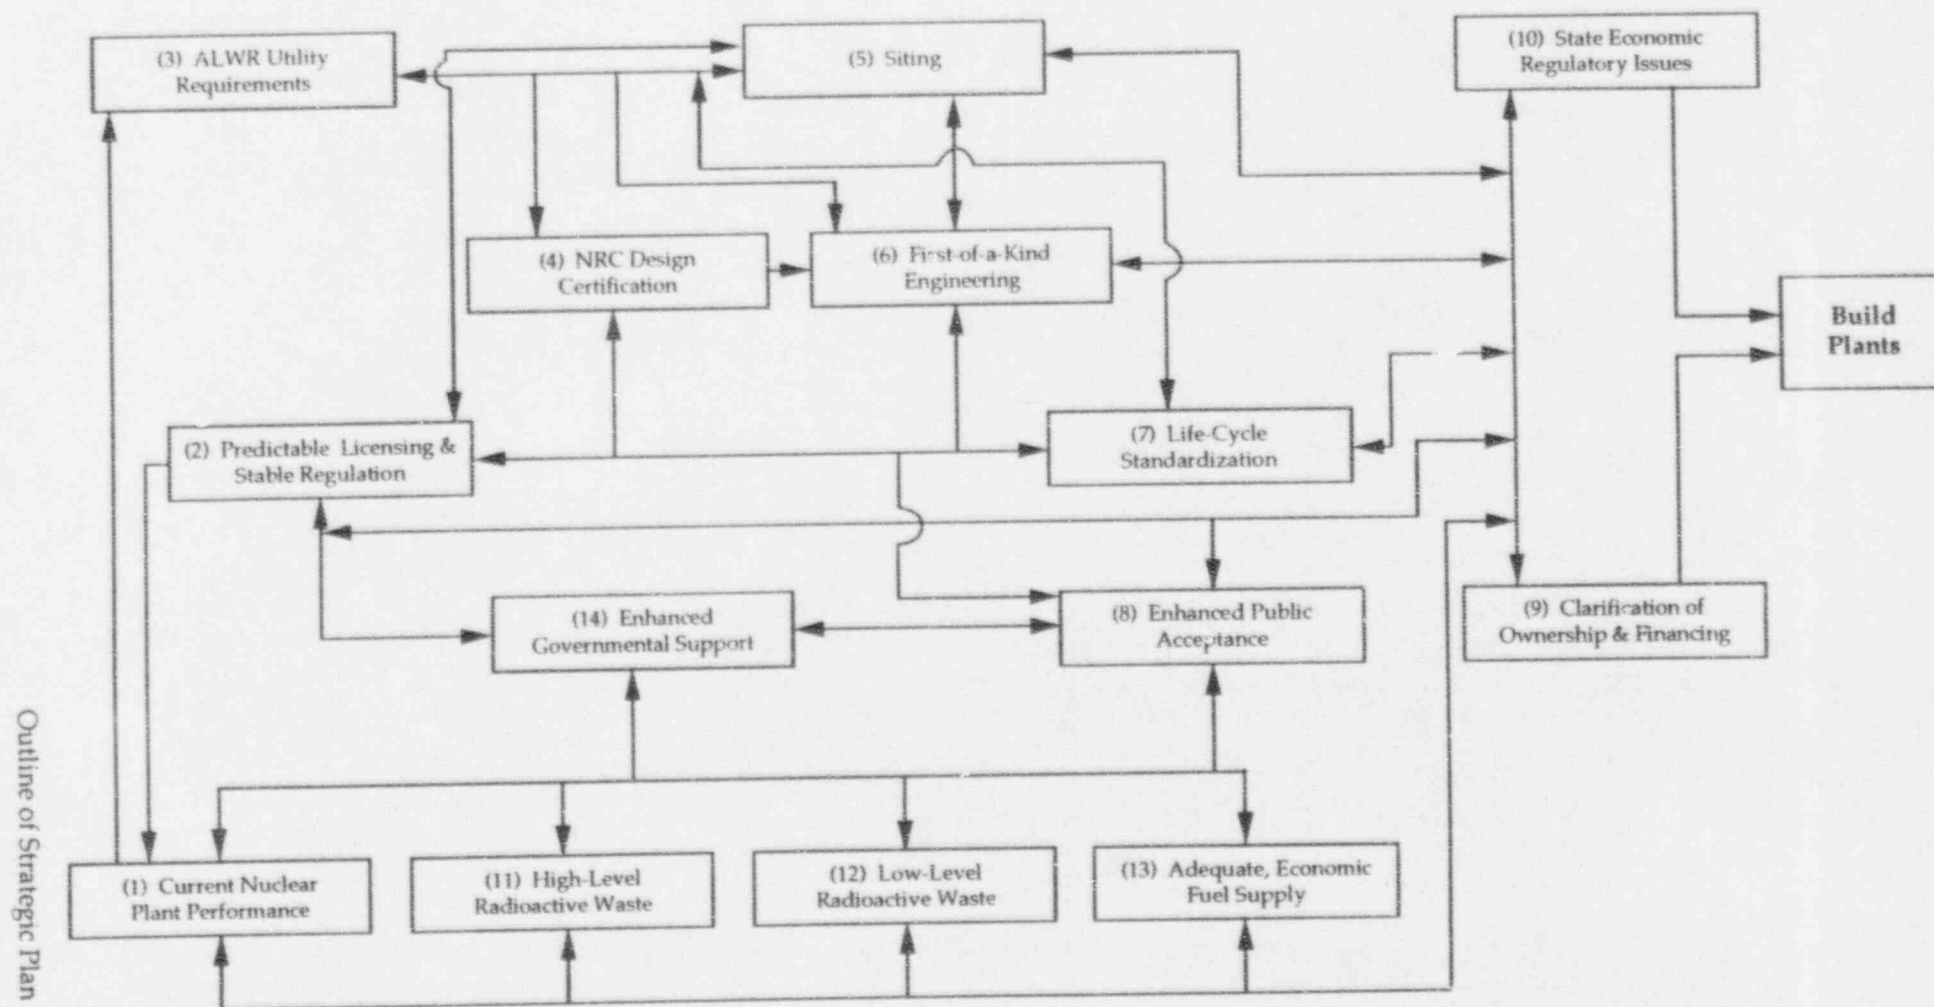 (3) ALWR Utility
Requirements
(5) Siting
(10) State Economic
Regulatory Issues
(4) NRC Design
Certification
(6) First-of-a-Kind
Engineering
Build
Plants
(2) Predictable Licensing &
Stable Regulation
(7) Life-Cycle
Standardization
(14) Enhanced
Governmental Support
(8) Enhanced Public
Acceptance
(9) Clarification of
Ownership & Financing
(1) Current Nuclear
Plant Performance
(11) High-Level
Radioactive Waste
(12) Low-Level
Radioactive Waste
(13) Adequate, Economic
Fuel Supply
Outline of Strategic Plan